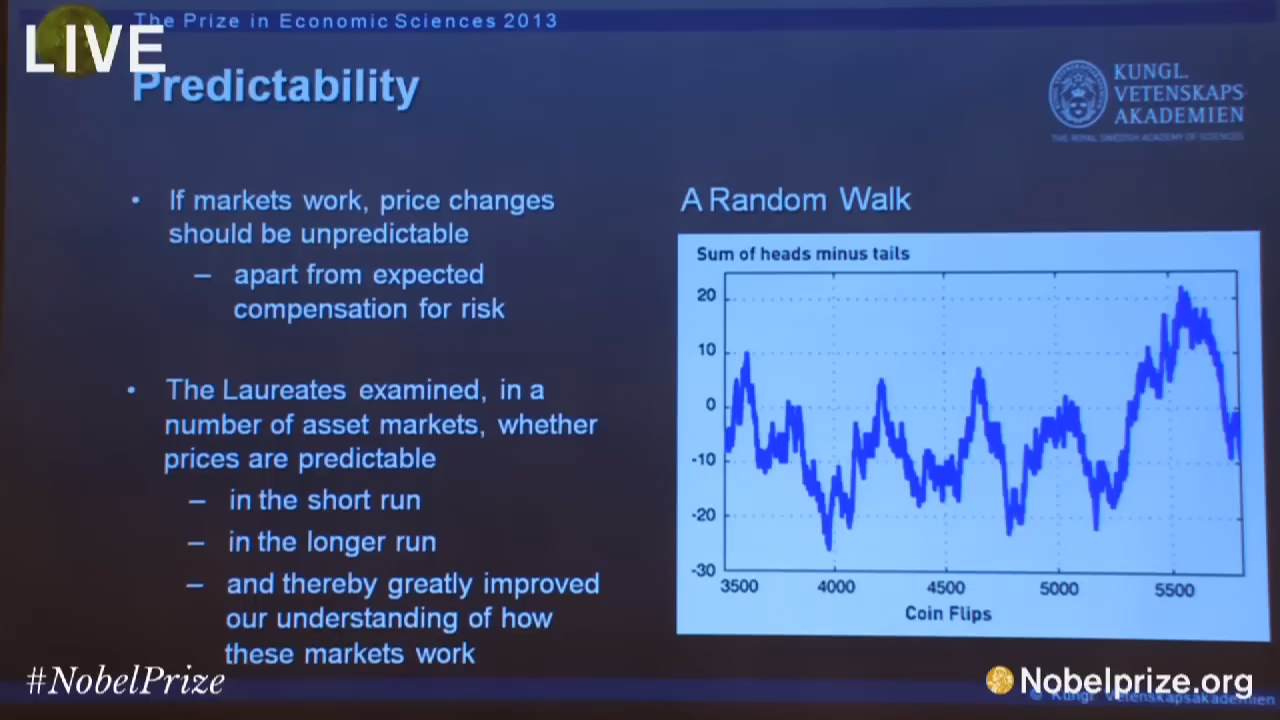 The Prize in Economic Sciences 2013
LIVE
Predictability
KUNGL.
VETENSKAPS
AKADEMIEN
THE ROYAL SWEDISH ACADEMY OF SCIENCES
• If markets work, price changes
should be unpredictable
– apart from expected
compensation for risk
• The Laureates examined, in a
number of asset markets, whether
prices are predictable
– in the short run
– in the longer run
– and thereby greatly improved
our understanding of how
these markets work
A Random Walk
Sum of heads minus tails
20
10
0
-10
-20
-30
3500 4000 4500 5000 5500
Coin Flips
#NobelPrize
Nobelprize.org
© Kungl Vetenskapsakademien